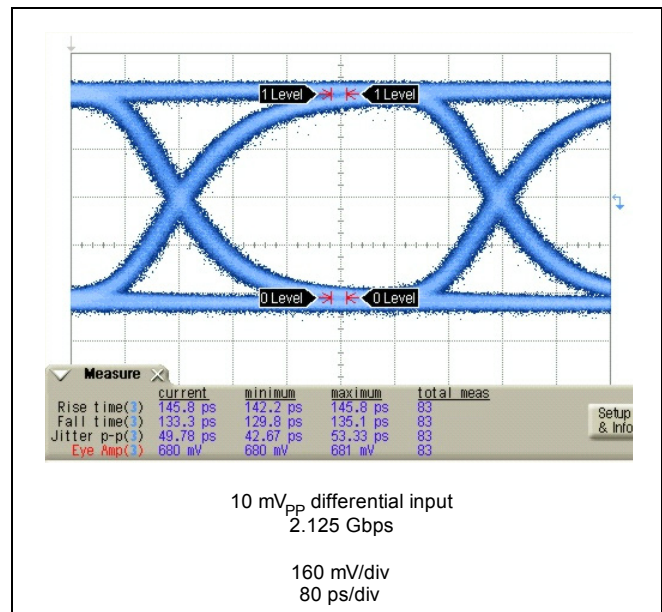 1 Level 1 Level
0 Level 0 Level
Measure
current minimum maximum total meas
Rise time(3) 145.8 ps 142.2 ps 145.8 ps 83
Fall time(3) 133.3 ps 129.8 ps 135.1 ps 83
Jitter p-p(3) 49.78 ps 42.67 ps 53.33 ps 83
Eye Amp(3) 680 mV 680 mV 681 mV 83
Setup
& Info
10 mVPP differential input
2.125 Gbps
160 mV/div
80 ps/div